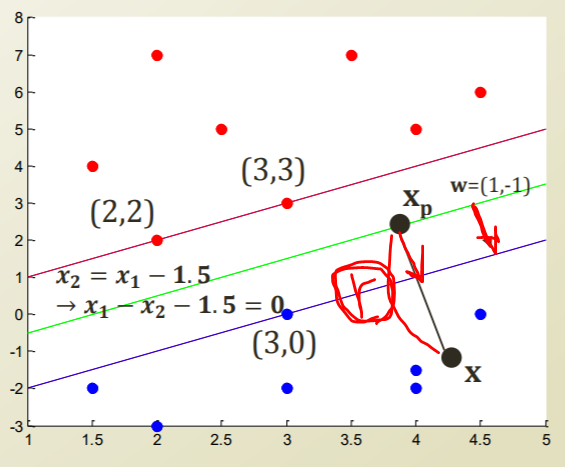 8
7
6
5
4
3
2
1
0
-1
-2
-3
(3,3)
(2,2)
xₚ
w=(1,-1)
x₂ = x₁ − 1.5
→ x₁ − x₂ − 1.5 = 0
(3,0)
r
x
1 1.5 2 2.5 3 3.5 4 4.5 5